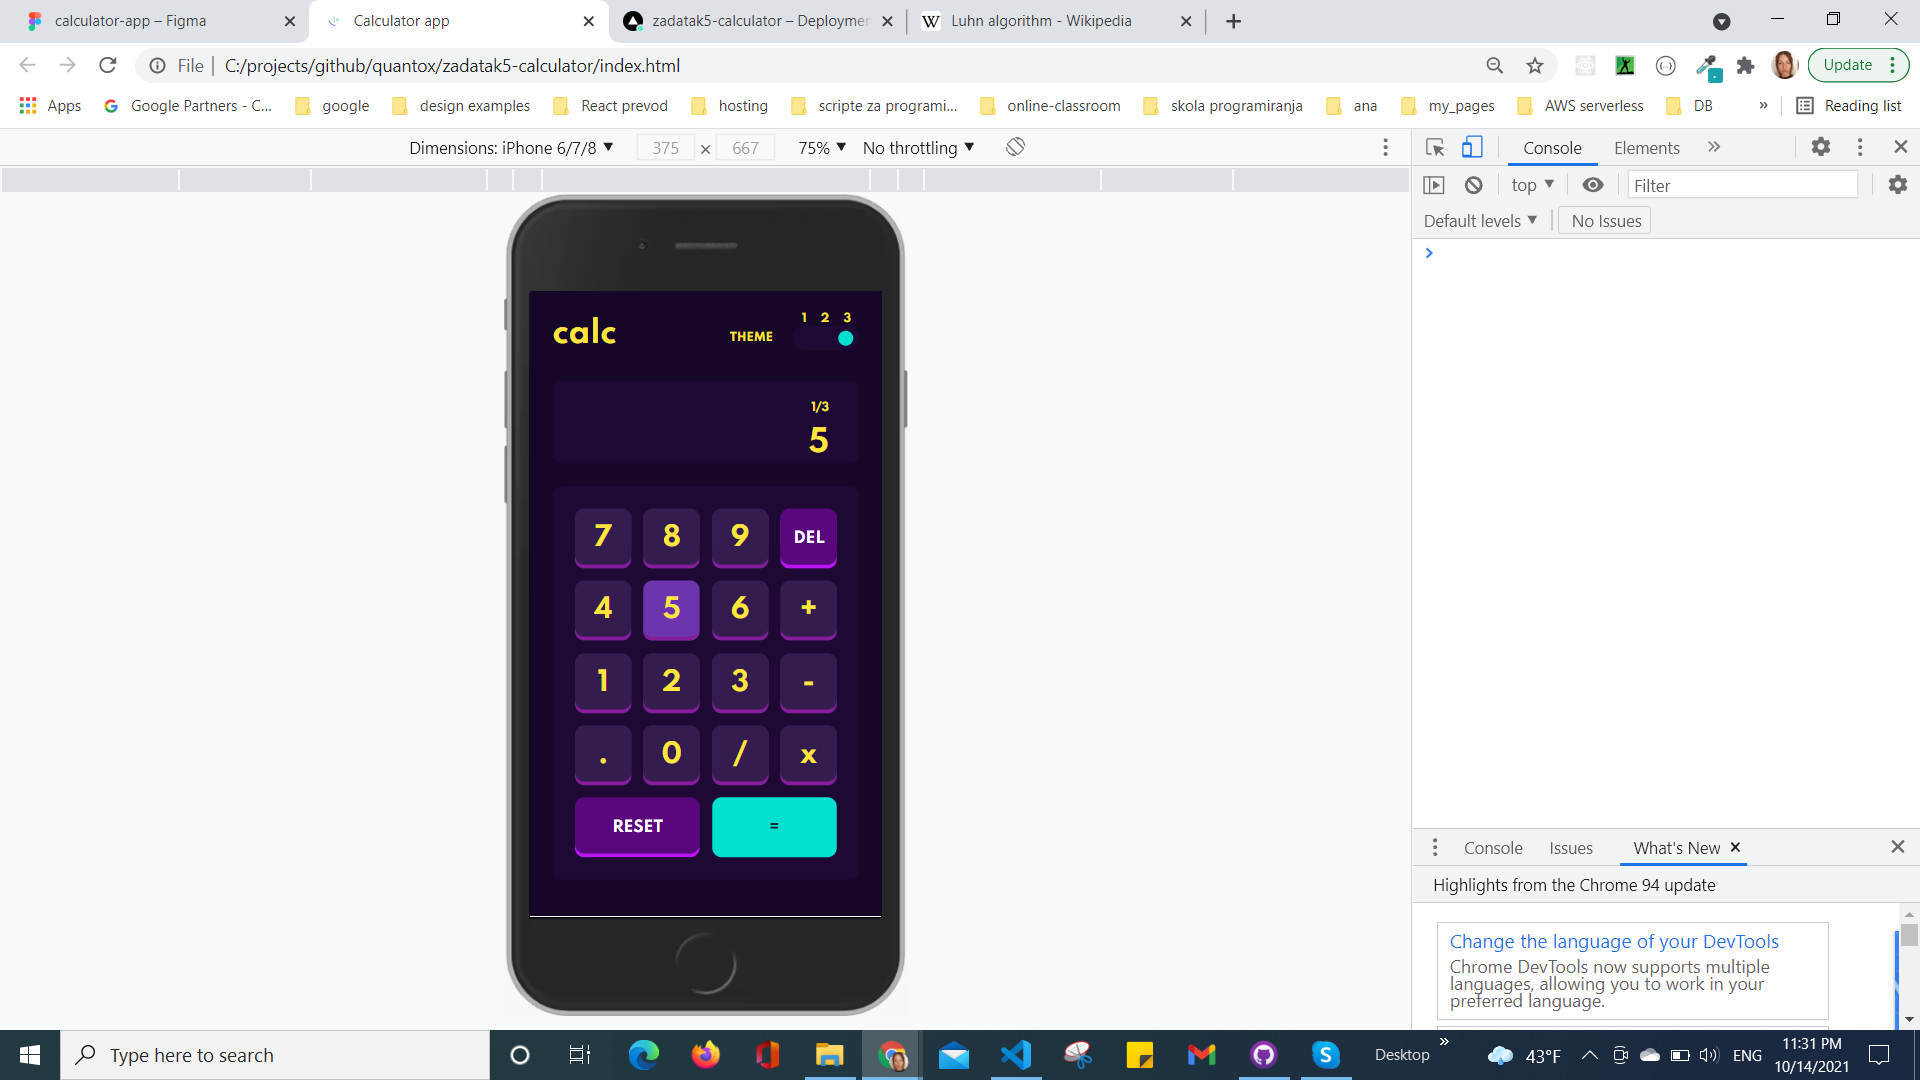 calculator-app – Figma
Calculator app
zadatak5-calculator – Deploymen
W Luhn algorithm - Wikipedia
File C:/projects/github/quantox/zadatak5-calculator/index.html
Update
Apps
Google Partners - C...
google
design examples
React prevod
hosting
scripte za programi...
online-classroom
skola programiranja
ana
my_pages
AWS serverless
DB
»
Reading list
Dimensions: iPhone 6/7/8 375 × 667 75% No throttling
Console Elements »
top Filter
Default levels No Issues
calc
THEME
1 2 3
1/3
5
7 8 9 DEL
4 5 6 +
1 2 3 -
. 0 / x
RESET =
Console Issues What's New
Highlights from the Chrome 94 update
Change the language of your DevTools
Chrome DevTools now supports multiple
languages, allowing you to work in your
preferred language.
Type here to search
Desktop »
43°F
ENG
11:31 PM
10/14/2021